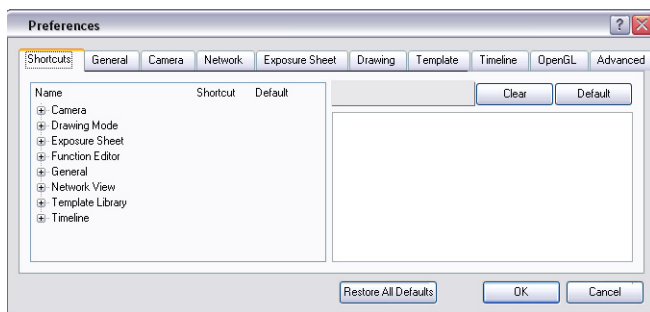 Preferences
Shortcuts General Camera Network Exposure Sheet Drawing Template Timeline OpenGL Advanced
Name Shortcut Default Clear Default
Camera
Drawing Mode
Exposure Sheet
Function Editor
General
Network View
Template Library
Timeline
Restore All Defaults OK Cancel